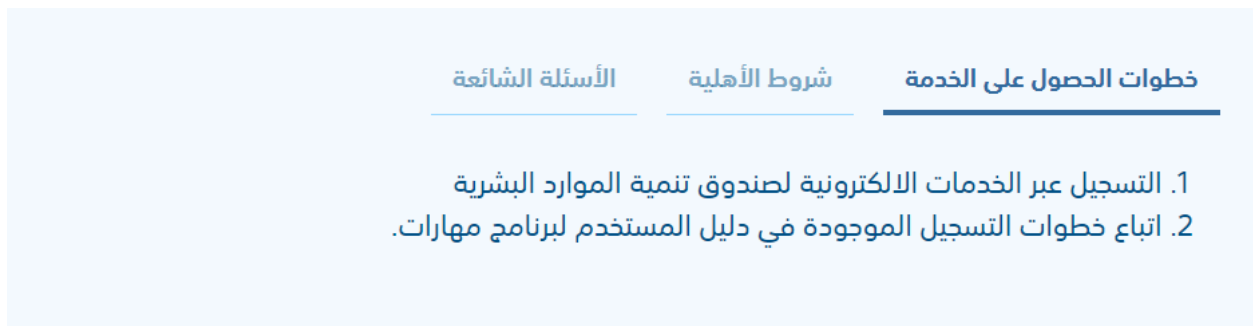 خطوات الحصول على الخدمة شروط الأهلية الأسئلة الشائعة
1. التسجيل عبر الخدمات الالكترونية لصندوق تنمية الموارد البشرية
2. اتباع خطوات التسجيل الموجودة في دليل المستخدم لبرنامج مهارات.